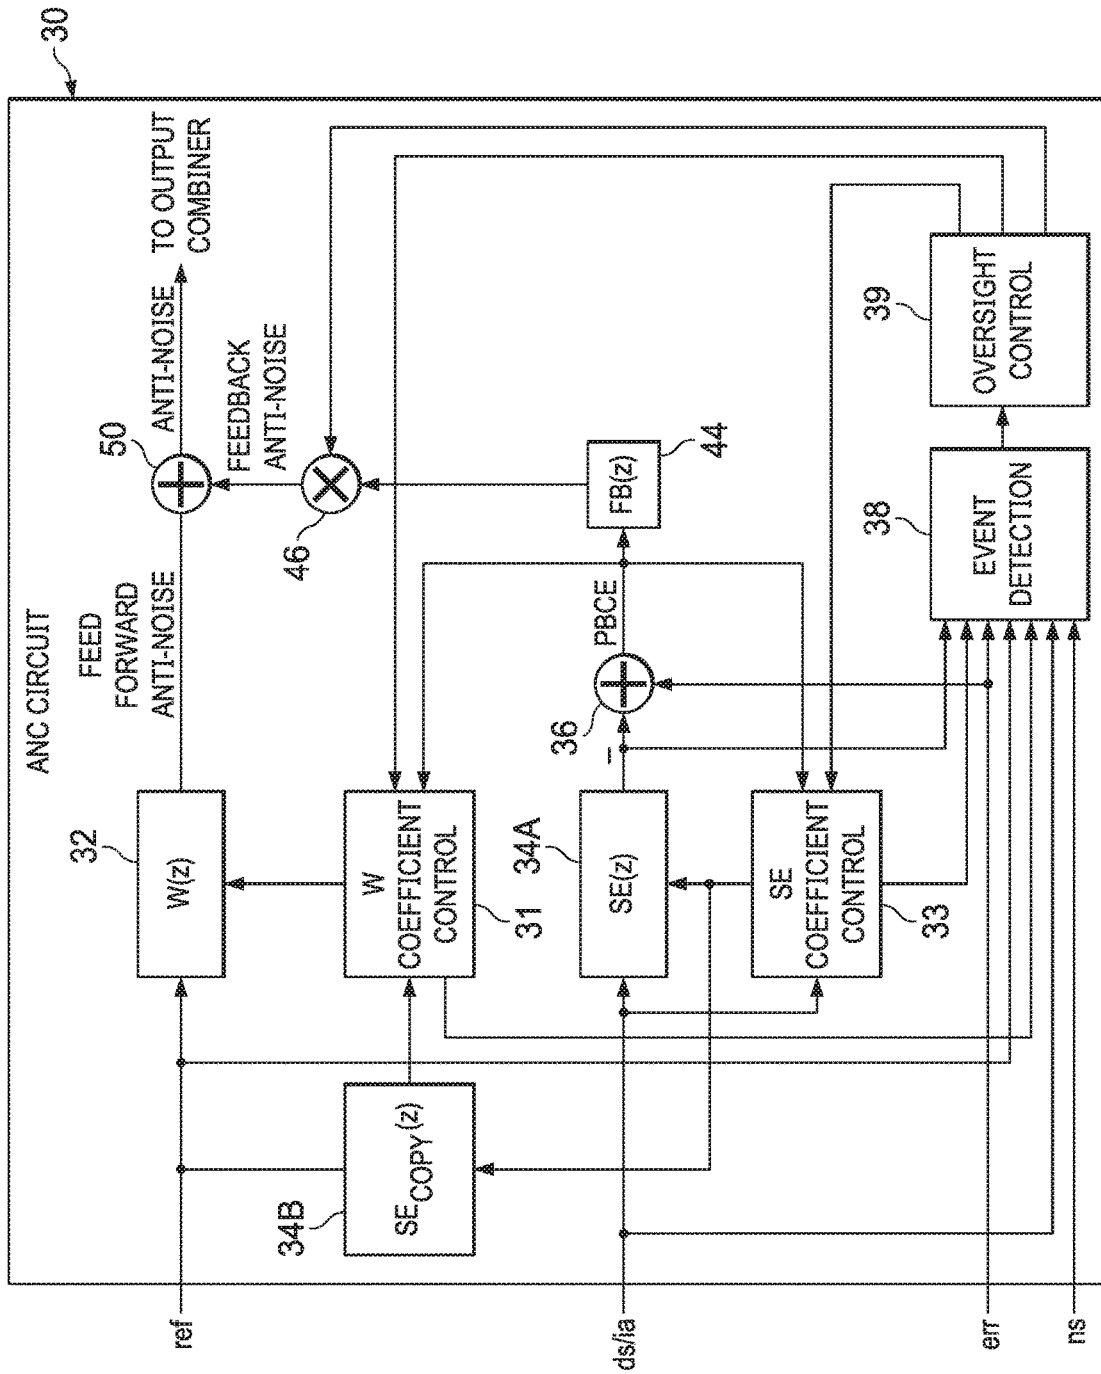 30
ANC CIRCUIT
ref
32
W(z)
FEED
FORWARD
ANTI-NOISE
50
ANTI-NOISE
TO OUTPUT
COMBINER
FEEDBACK
ANTI-NOISE
46
34B
SE COPY (z)
W
COEFFICIENT
CONTROL
31
ds/ia
34A
SE(z)
–
36
PBCE
FB(z)
44
SE
COEFFICIENT
CONTROL
33
err
ns
38
EVENT
DETECTION
39
OVERSIGHT
CONTROL